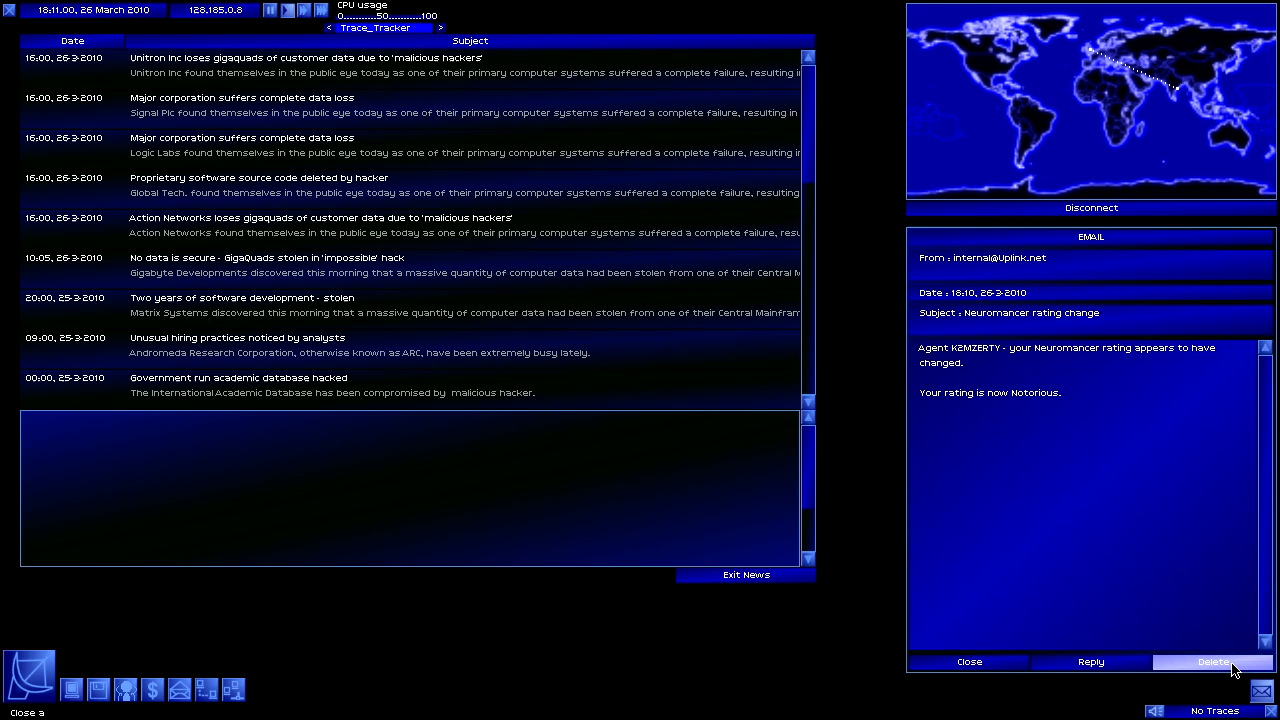 18:11.00, 26 March 2010
128.185.0.8
CPU usage
0...........50...........100
< Trace_Tracker >
Date Subject
16:00, 26-3-2010 Unitron Inc loses gigaquads of customer data due to 'malicious hackers'
Unitron Inc found themselves in the public eye today as one of their primary computer systems suffered a complete failure, resulting i
16:00, 26-3-2010 Major corporation suffers complete data loss
Signal Plc found themselves in the public eye today as one of their primary computer systems suffered a complete failure, resulting in
16:00, 26-3-2010 Major corporation suffers complete data loss
Logic Labs found themselves in the public eye today as one of their primary computer systems suffered a complete failure, resulting ir
16:00, 26-3-2010 Proprietary software source code deleted by hacker
Global Tech. found themselves in the public eye today as one of their primary computer systems suffered a complete failure, resulting
16:00, 26-3-2010 Action Networks loses gigaquads of customer data due to 'malicious hackers'
Action Networks found themselves in the public eye today as one of their primary computer systems suffered a complete failure, resu
10:05, 26-3-2010 No data is secure - GigaQuads stolen in 'impossible' hack
Gigabyte Developments discovered this morning that a massive quantity of computer data had been stolen from one of their Central M
20:00, 25-3-2010 Two years of software development - stolen
Matrix Systems discovered this morning that a massive quantity of computer data had been stolen from one of their Central Mainfram
09:00, 25-3-2010 Unusual hiring practices noticed by analysts
Andromeda Research Corporation, otherwise known as ARC, have been extremely busy lately.
00:00, 25-3-2010 Government run academic database hacked
The International Academic Database has been compromised by  malicious hacker.
Exit News
Disconnect
EMAIL
From : internal@Uplink.net
Date : 18:10, 26-3-2010
Subject : Neuromancer rating change
Agent K2MZERTY - your Neuromancer rating appears to have
changed.
Your rating is now Notorious.
Close Reply Delete
No Traces
Close a